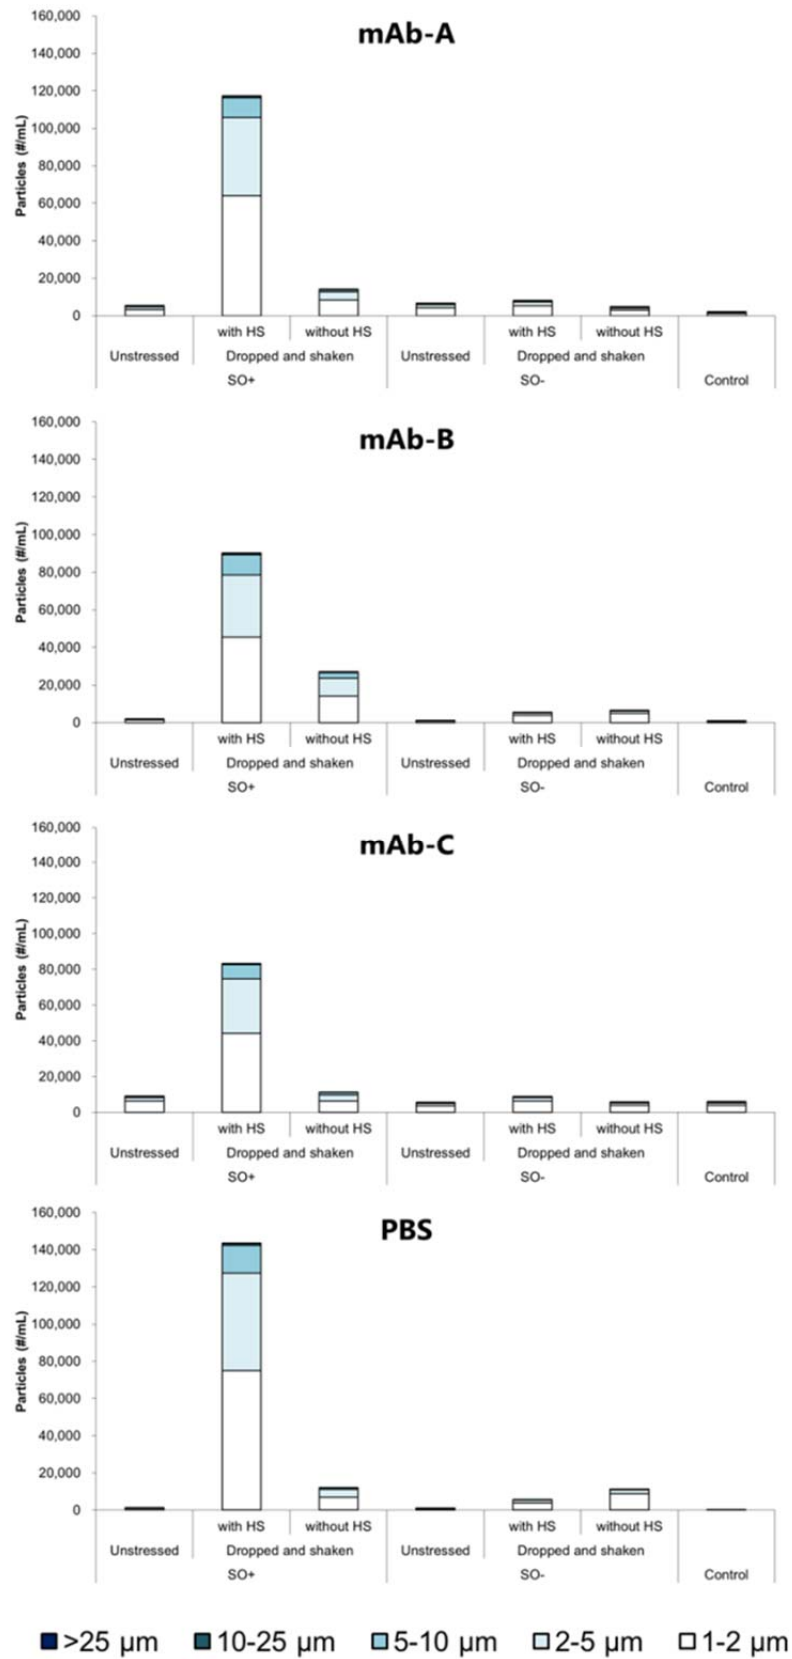 mAb-A
160,000
140,000
120,000
100,000
80,000
60,000
40,000
20,000
0
Particles (#/mL)
with HS without HS with HS without HS
Unstressed Dropped and shaken Unstressed Dropped and shaken
SO+ SO- Control
mAb-B
160,000
140,000
120,000
100,000
80,000
60,000
40,000
20,000
0
Particles (#/mL)
with HS without HS with HS without HS
Unstressed Dropped and shaken Unstressed Dropped and shaken
SO+ SO- Control
mAb-C
160,000
140,000
120,000
100,000
80,000
60,000
40,000
20,000
0
Particles (#/mL)
with HS without HS with HS without HS
Unstressed Dropped and shaken Unstressed Dropped and shaken
SO+ SO- Control
PBS
160,000
140,000
120,000
100,000
80,000
60,000
40,000
20,000
0
Particles (#/mL)
with HS without HS with HS without HS
Unstressed Dropped and shaken Unstressed Dropped and shaken
SO+ SO- Control
>25 µm 10-25 µm 5-10 µm 2-5 µm 1-2 µm